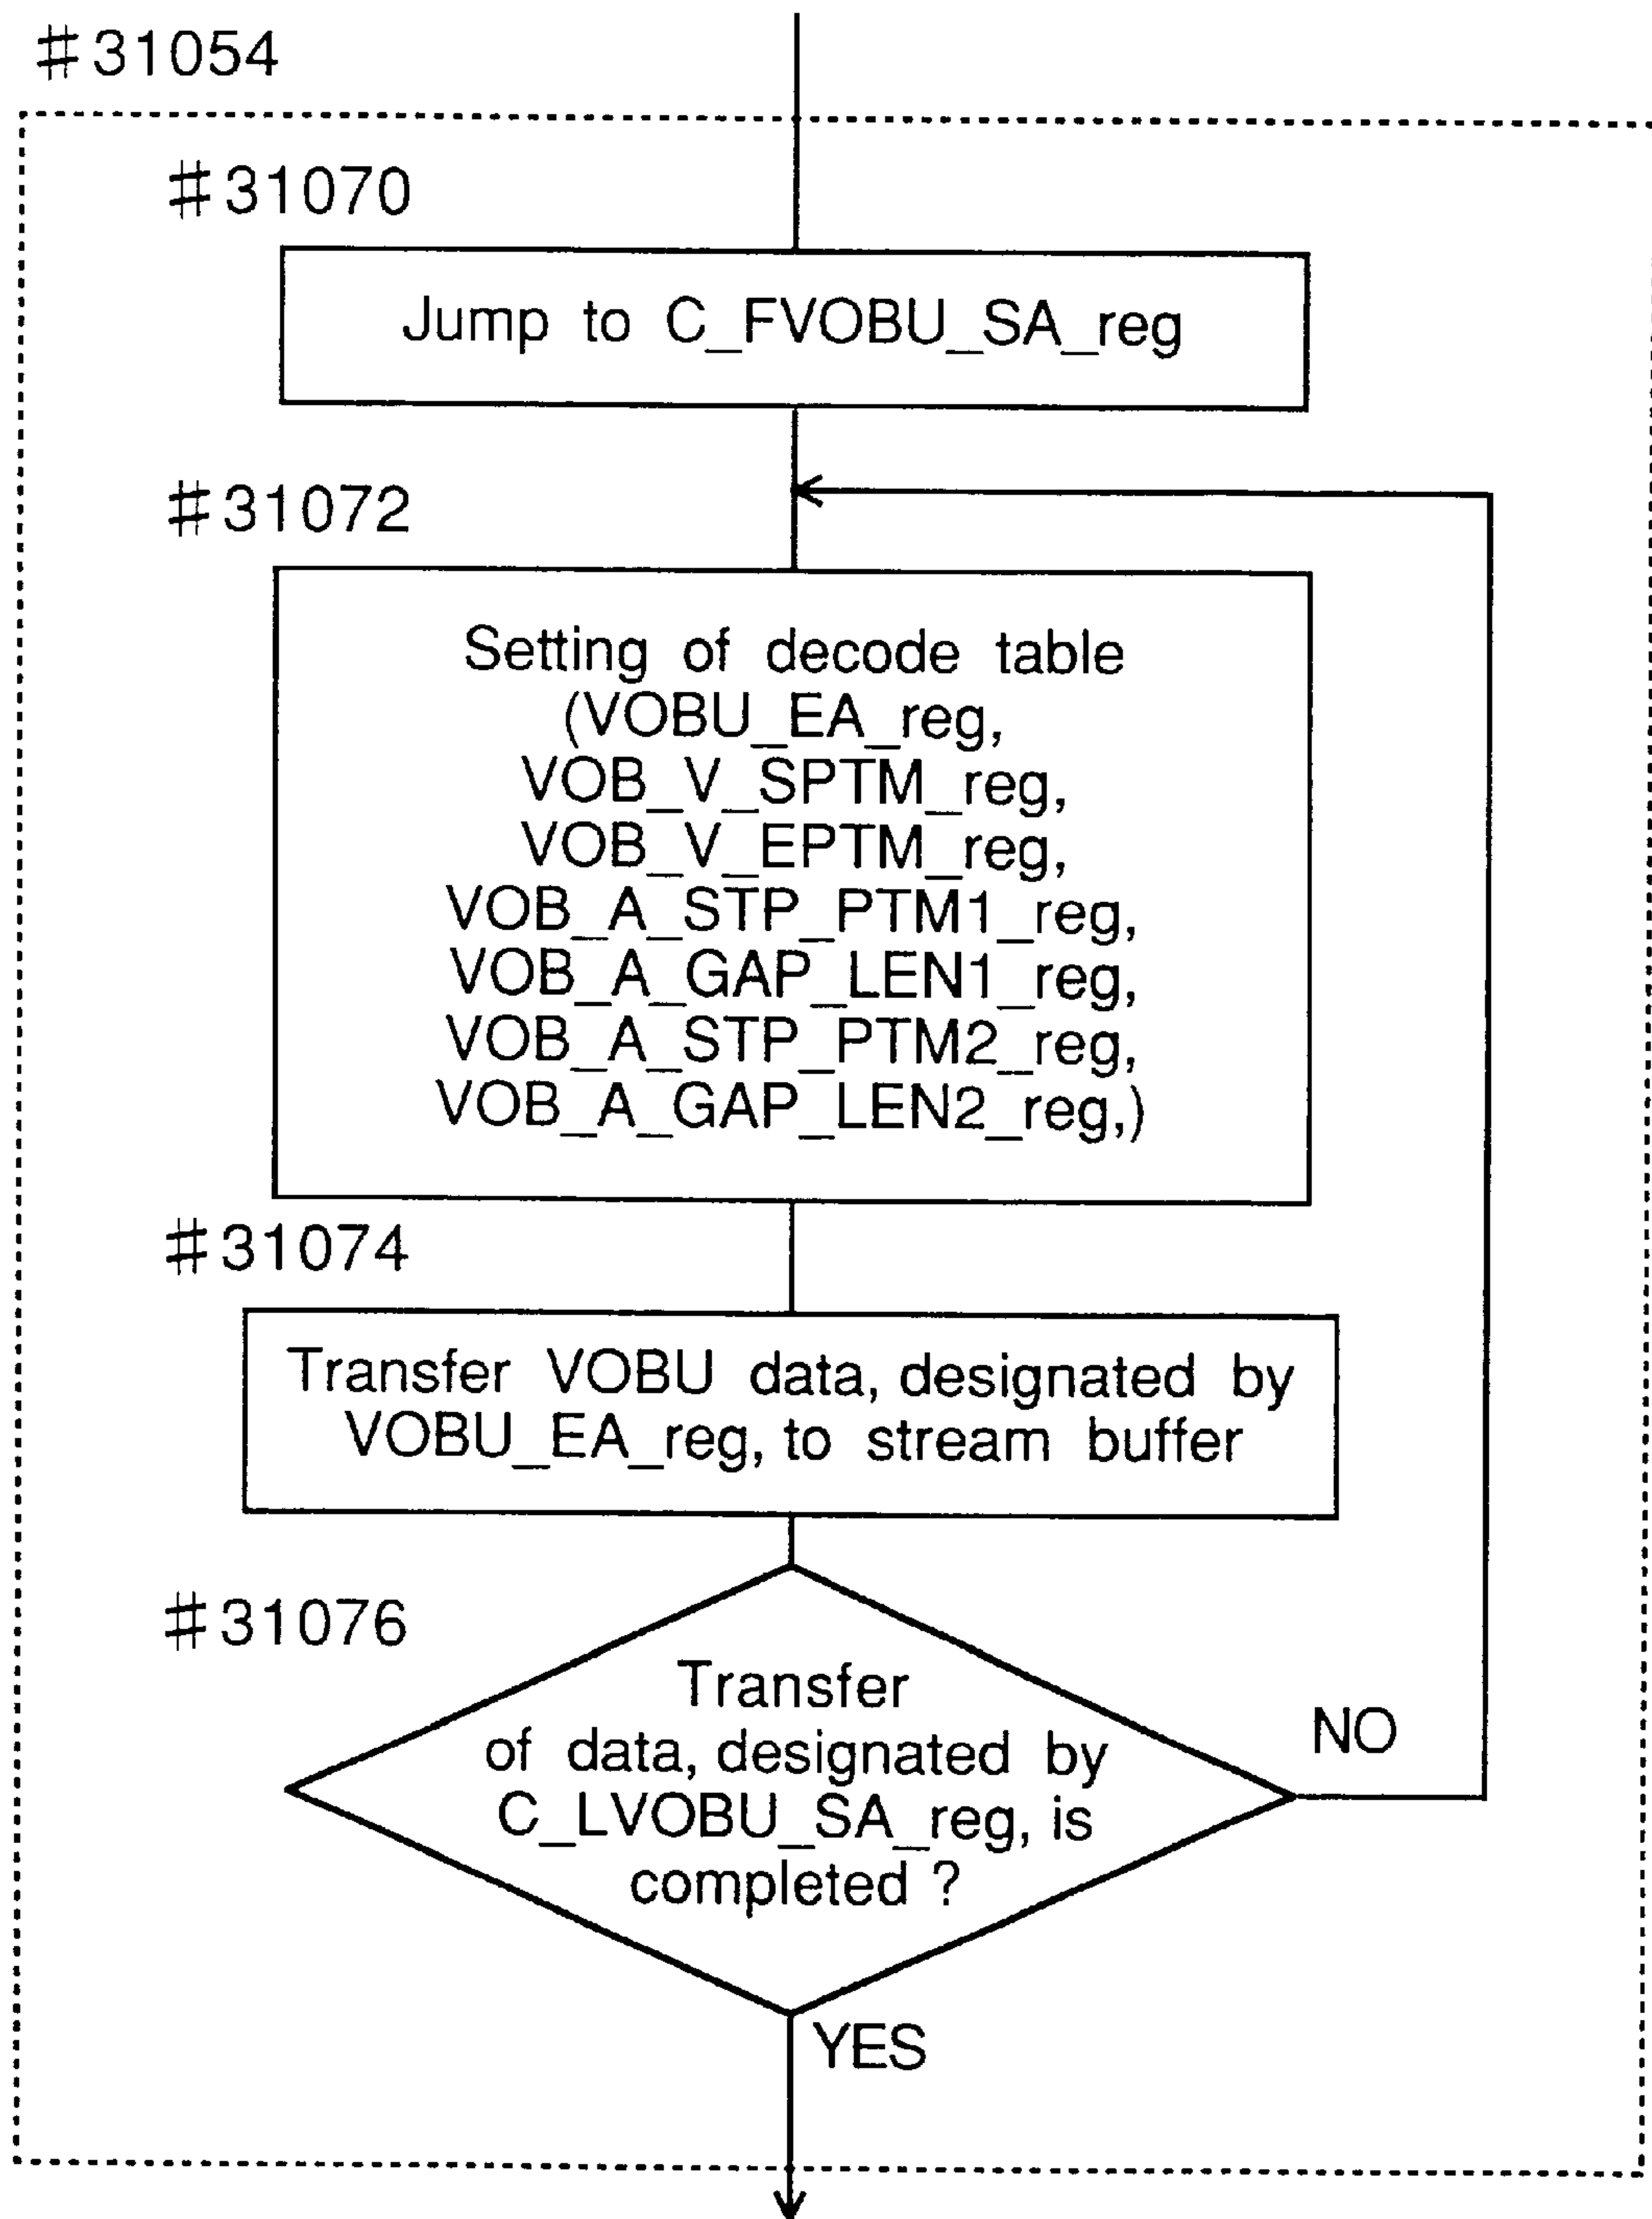 #31054
#31070
Jump to C_FVOBU_SA_reg
#31072
Setting of decode table
(VOBU_EA_reg,
VOB_V_SPTM_reg,
VOB_V_EPTM_reg,
VOB_A_STP_PTM1_reg,
VOB_A_GAP_LEN1_reg,
VOB_A_STP_PTM2_reg,
VOB_A_GAP_LEN2_reg,)
#31074
Transfer VOBU data, designated by
VOBU_EA_reg, to stream buffer
#31076
Transfer
of data, designated by
C_LVOBU_SA_reg, is
completed ?
NO
YES